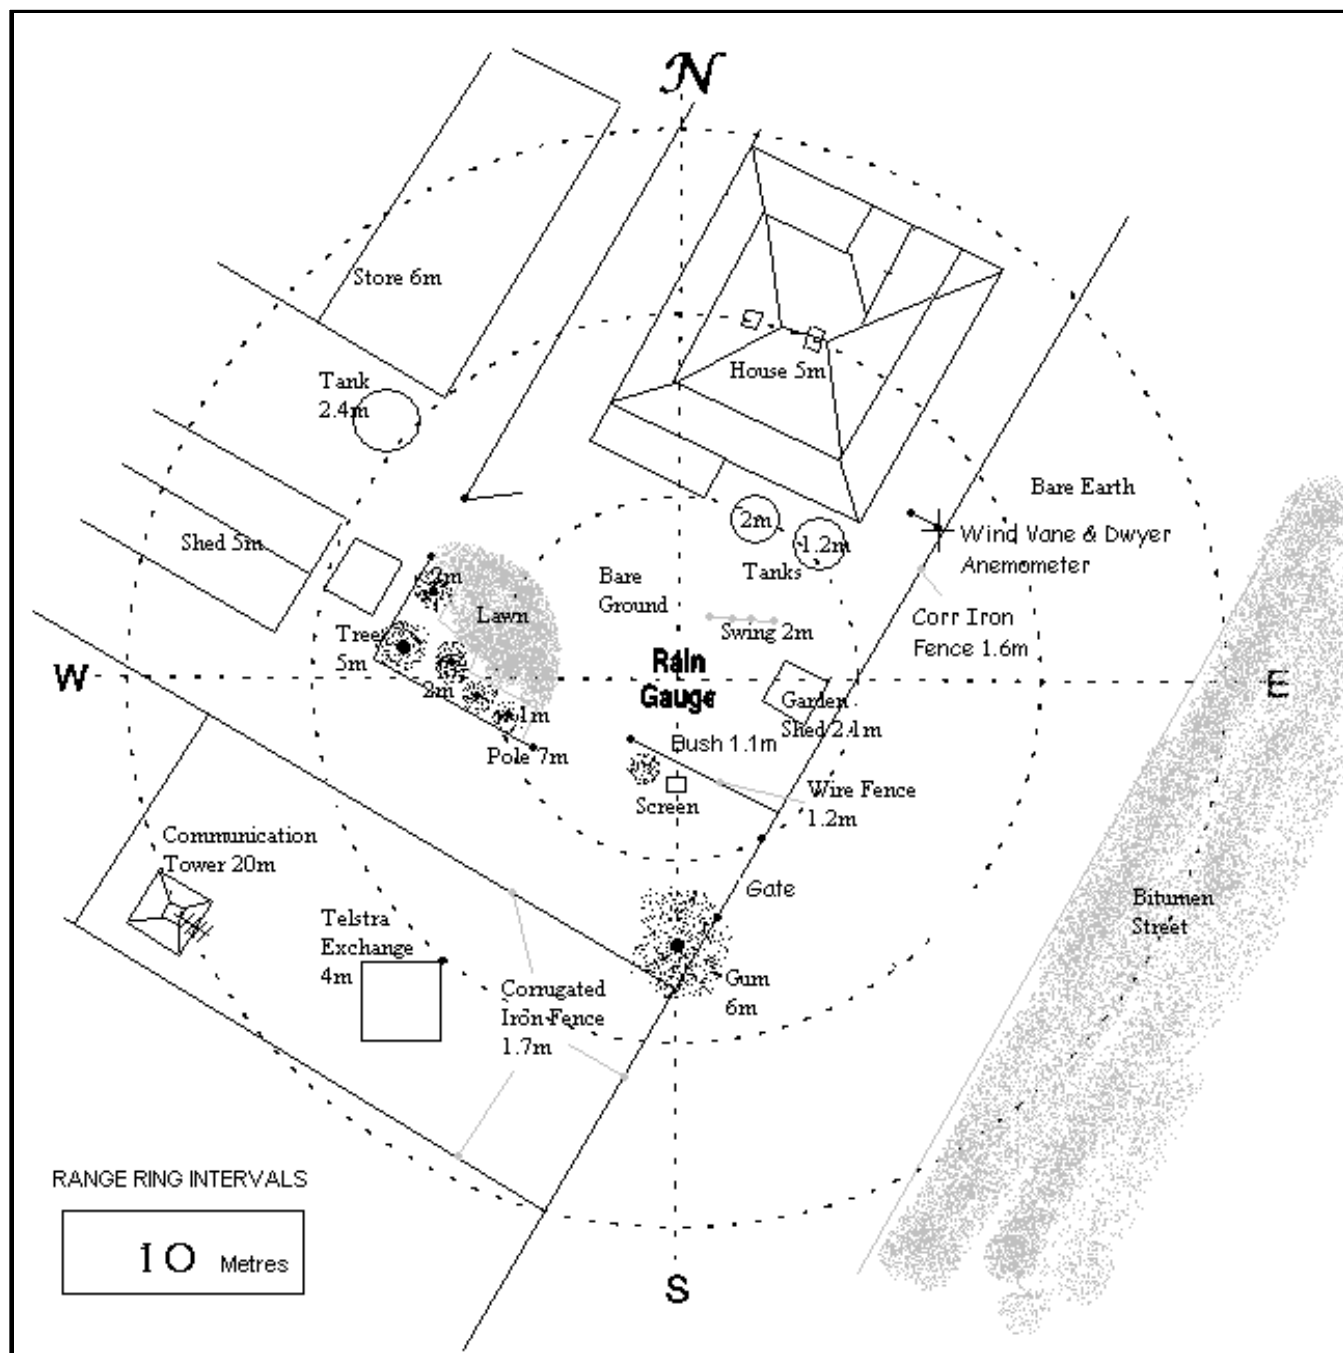 N
Store 6m
Tank
2.4m
House 5m
Bare Earth
Shed 5m
2m
1.2m
Wind Vane & Dwyer
Anemometer
Tanks
2m
Bare
Ground
Lawn
Corr Iron
Fence 1.6m
Swing 2m
Tree
5m
W
Rain
Gauge
E
2m
Garden
Shed 2.1m
1m
Bush 1.1m
Pole 7m
Wire Fence
1.2m
Screen
Communication
Tower 20m
Gate
Bitumen
Street
Telstra
Exchange
4m
Corrugated
Iron Fence
1.7m
Gum
6m
RANGE RING INTERVALS
10 Metres
S